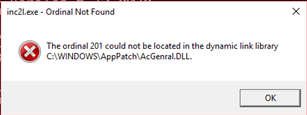 inc2l.exe - Ordinal Not Found
The ordinal 201 could not be located in the dynamic link library
C:\WINDOWS\AppPatch\AcGenral.DLL.
OK